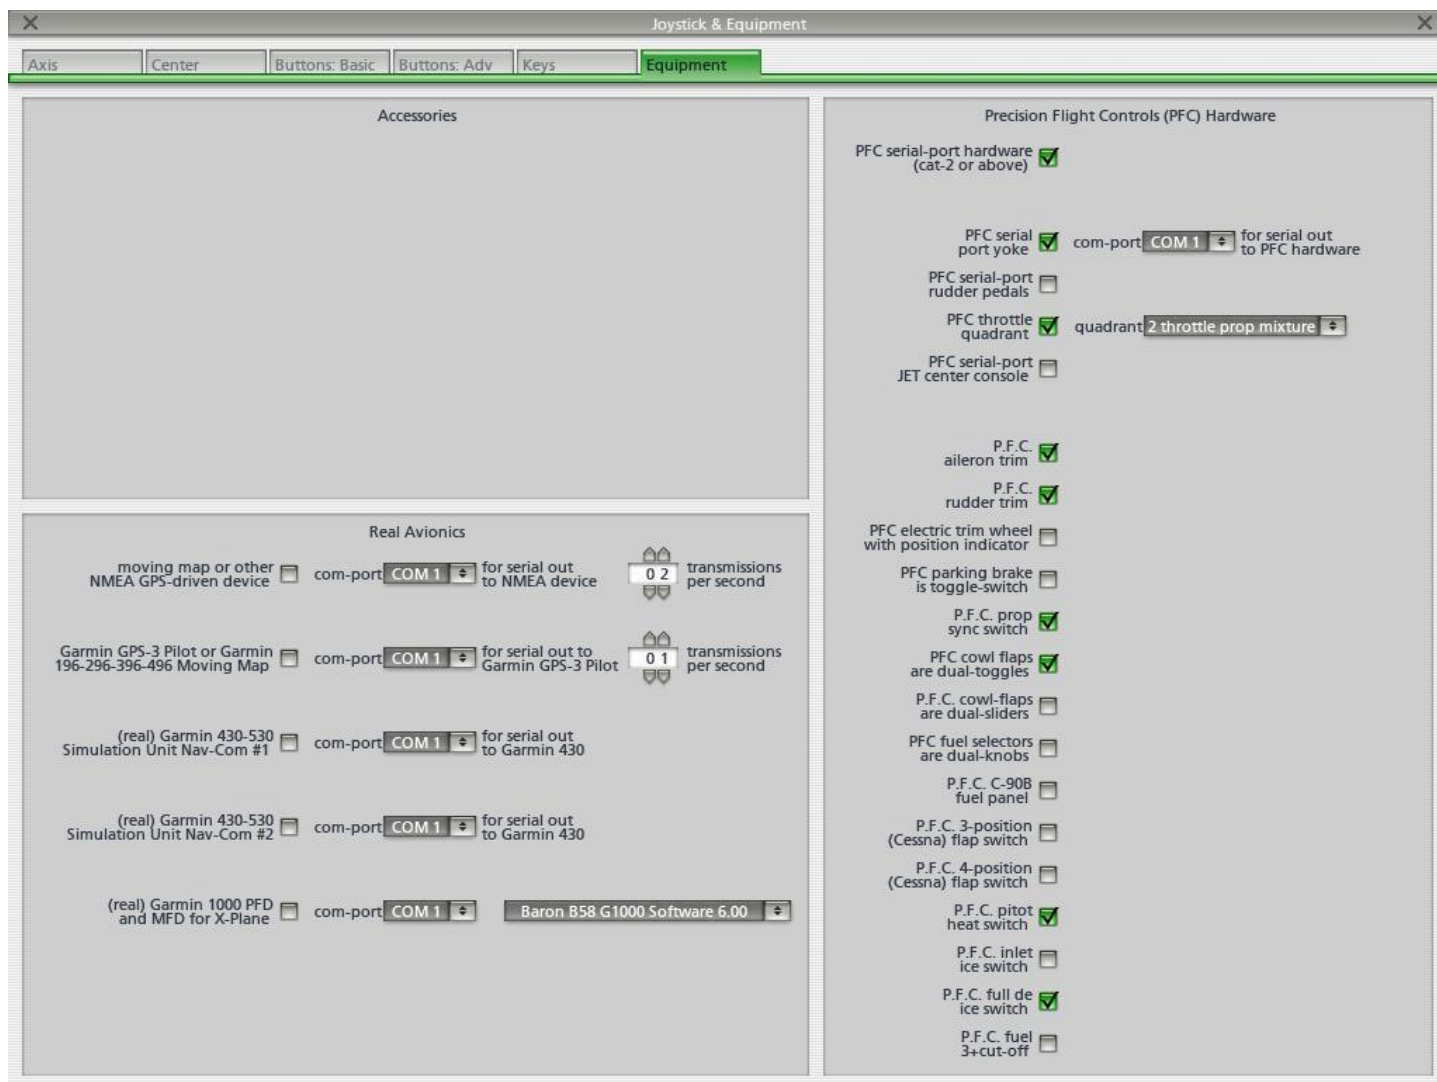 Joystick & Equipment
Axis
Center
Buttons: Basic
Buttons: Adv
Keys
Equipment
Accessories
Real Avionics
moving map or other
NMEA GPS-driven device
com-port
COM 1
for serial out
to NMEA device
0 2
transmissions
per second
Garmin GPS-3 Pilot or Garmin
196-296-396-496 Moving Map
com-port
COM 1
for serial out to
Garmin GPS-3 Pilot
0 1
transmissions
per second
(real) Garmin 430-530
Simulation Unit Nav-Com #1
com-port
COM 1
for serial out
to Garmin 430
(real) Garmin 430-530
Simulation Unit Nav-Com #2
com-port
COM 1
for serial out
to Garmin 430
(real) Garmin 1000 PFD
and MFD for X-Plane
com-port
COM 1
Baron B58 G1000 Software 6.00
Precision Flight Controls (PFC) Hardware
PFC serial-port hardware
(cat-2 or above)
PFC serial
port yoke
com-port
COM 1
for serial out
to PFC hardware
PFC serial-port
rudder pedals
PFC throttle
quadrant
quadrant
2 throttle prop mixture
PFC serial-port
JET center console
P.F.C.
aileron trim
P.F.C.
rudder trim
PFC electric trim wheel
with position indicator
PFC parking brake
is toggle-switch
P.F.C. prop
sync switch
PFC cowl flaps
are dual-toggles
P.F.C. cowl-flaps
are dual-sliders
PFC fuel selectors
are dual-knobs
P.F.C. C-90B
fuel panel
P.F.C. 3-position
(Cessna) flap switch
P.F.C. 4-position
(Cessna) flap switch
P.F.C. pitot
heat switch
P.F.C. inlet
ice switch
P.F.C. full de
ice switch
P.F.C. fuel
3+cut-off